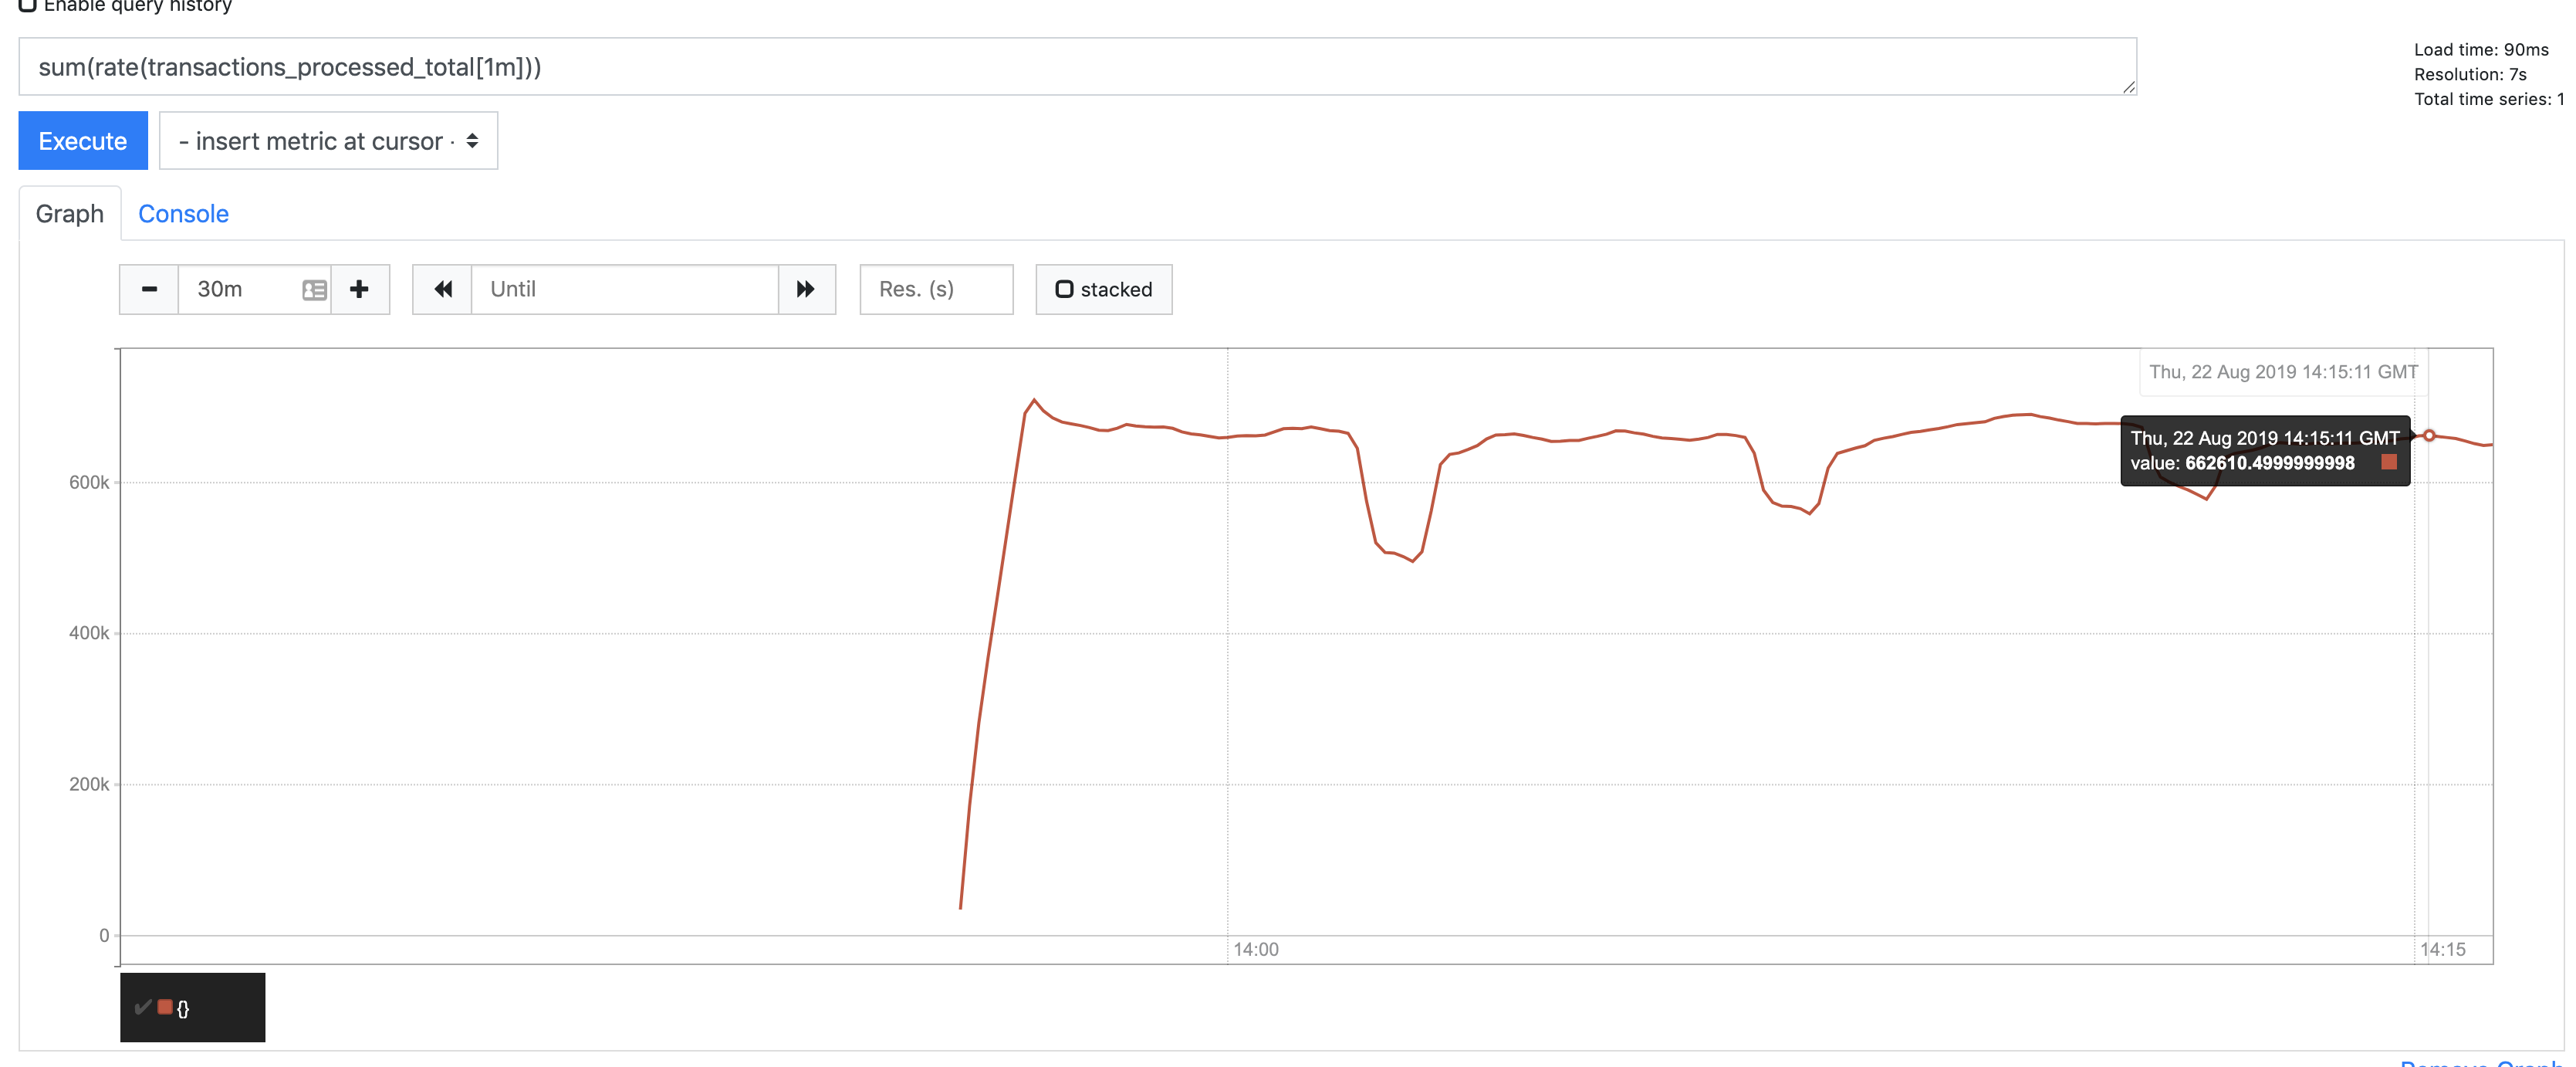 Enable query history
sum(rate(transactions_processed_total[1m]))
Load time: 90ms
Resolution: 7s
Total time series: 1
Execute
- insert metric at cursor -
Graph
Console
30m
Until
Res. (s)
stacked
Thu, 22 Aug 2019 14:15:11 GMT
Thu, 22 Aug 2019 14:15:11 GMT
value: 662610.4999999998
600k
400k
200k
0
14:00
14:15
{}
Remove Graph